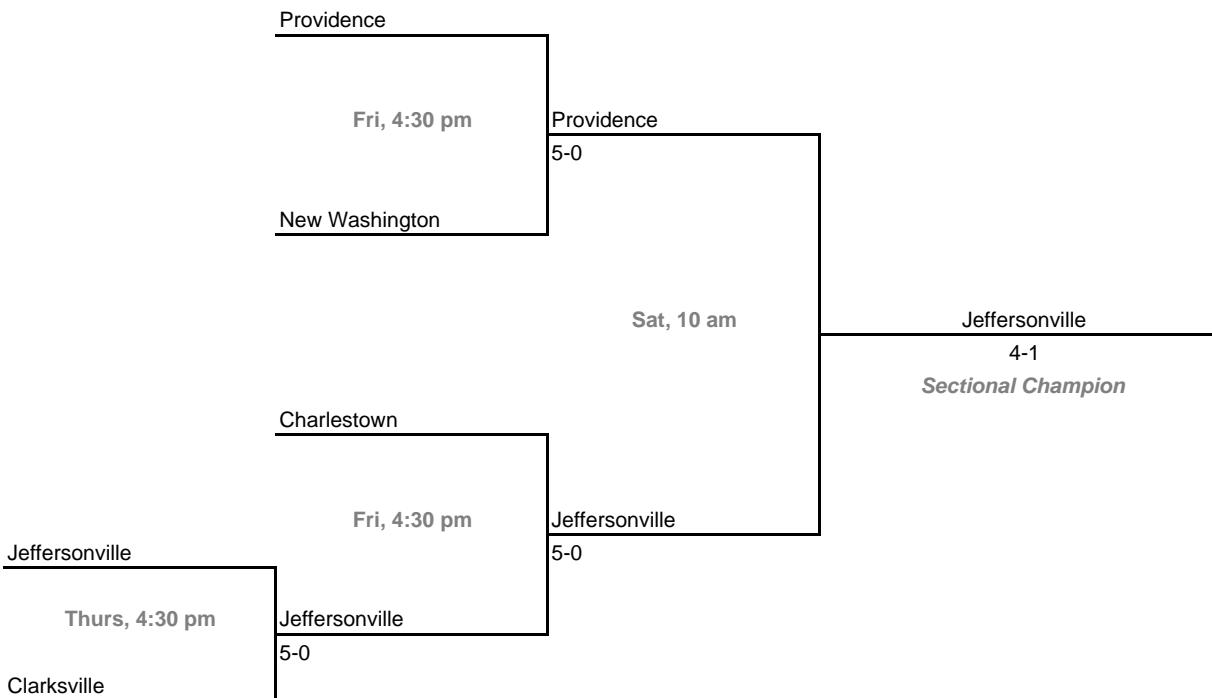 Providence
Fri, 4:30 pm
Providence
5-0
New Washington
Sat, 10 am
Jeffersonville
4-1
Sectional Champion
Charlestown
Fri, 4:30 pm
Jeffersonville
5-0
Jeffersonville
Thurs, 4:30 pm
Jeffersonville
5-0
Clarksville